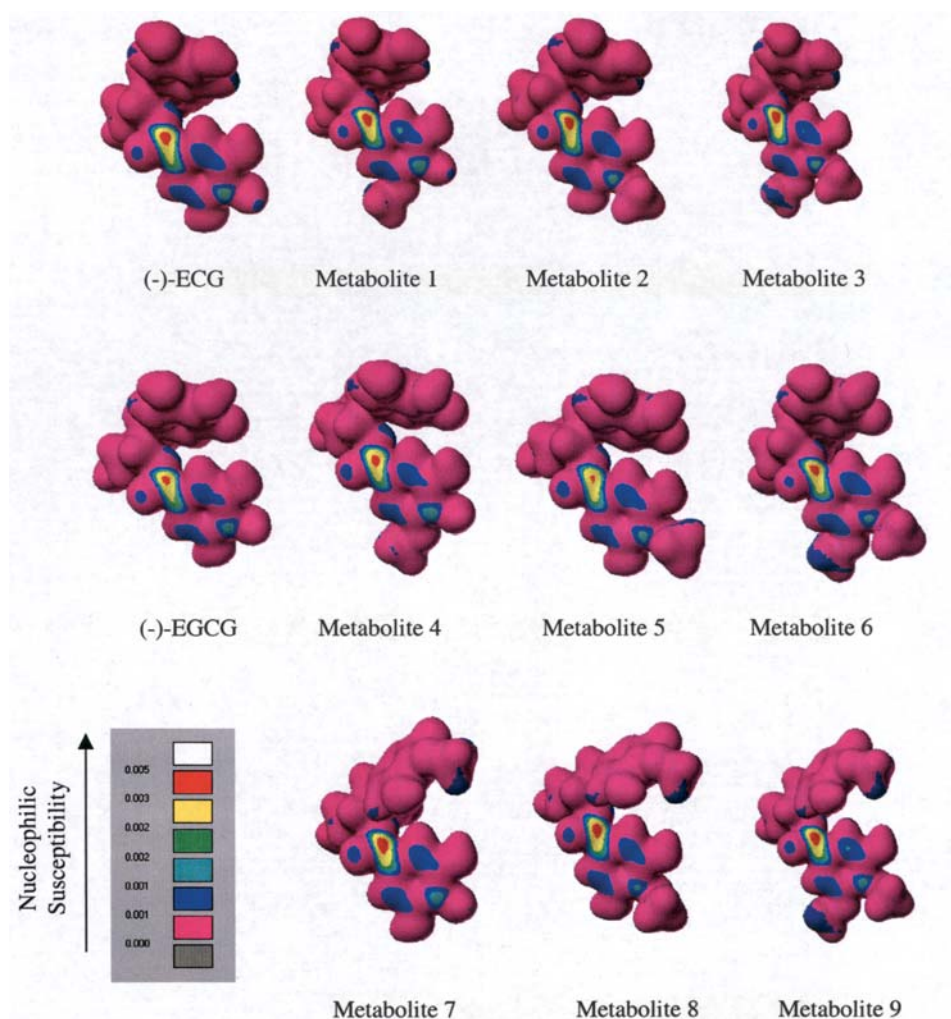 (-)-ECG Metabolite 1 Metabolite 2 Metabolite 3
(-)-EGCG Metabolite 4 Metabolite 5 Metabolite 6
Nucleophilic
Susceptibility
0.005
0.003
0.002
0.002
0.001
0.001
0.000
Metabolite 7 Metabolite 8 Metabolite 9